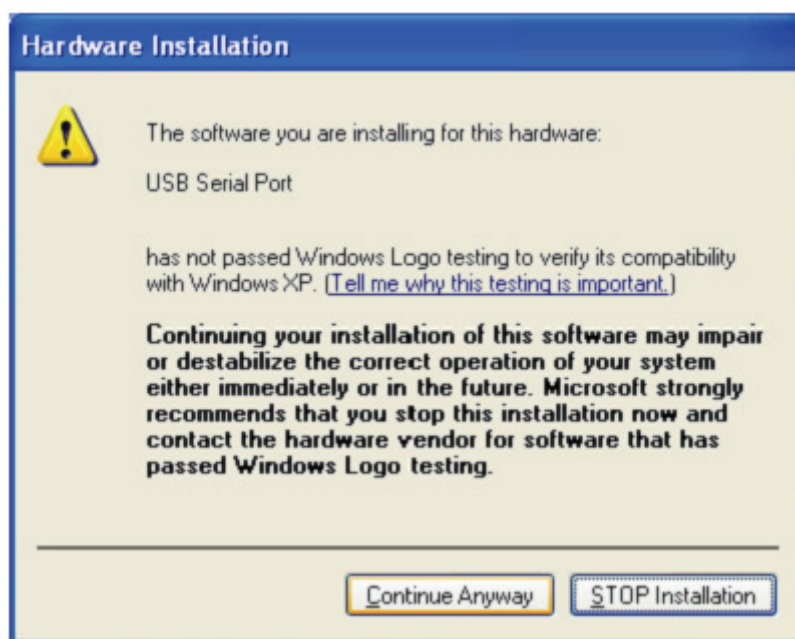 Hardware Installation
The software you are installing for this hardware:
USB Serial Port
has not passed Windows Logo testing to verify its compatibility
with Windows XP. (Tell me why this testing is important.)
Continuing your installation of this software may impair
or destabilize the correct operation of your system
either immediately or in the future. Microsoft strongly
recommends that you stop this installation now and
contact the hardware vendor for software that has
passed Windows Logo testing.
Continue Anyway
STOP Installation